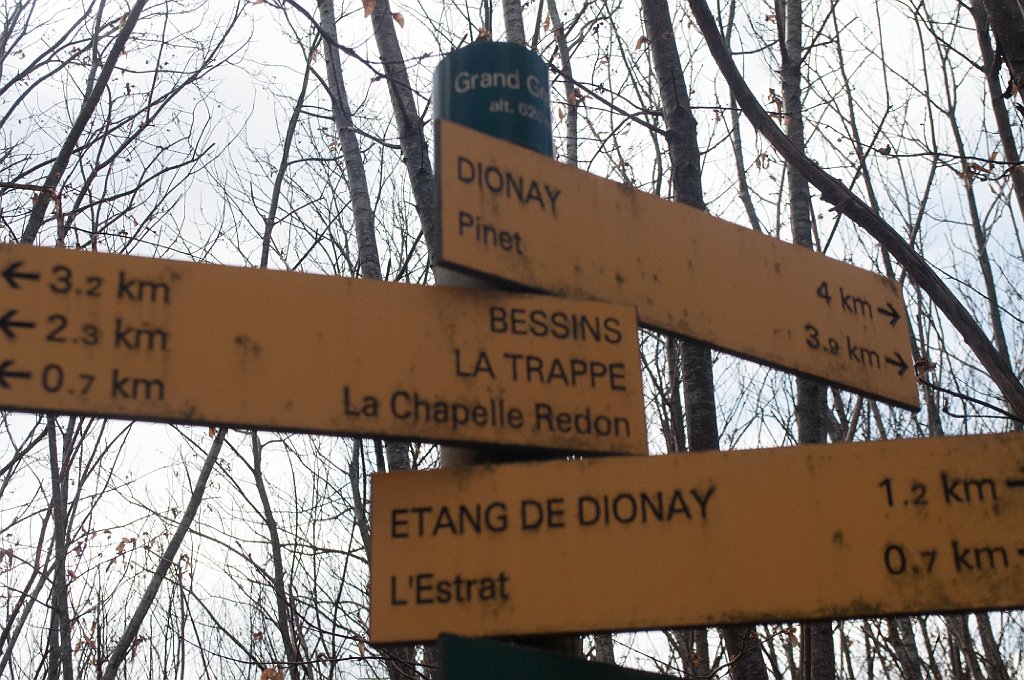 Grand
alt.
DIONAY
Pinet
4 km →
3.9 km →
← 3.2 km BESSINS
← 2.3 km LA TRAPPE
← 0.7 km La Chapelle Redon
ETANG DE DIONAY 1.2 km
L'Estrat 0.7 km